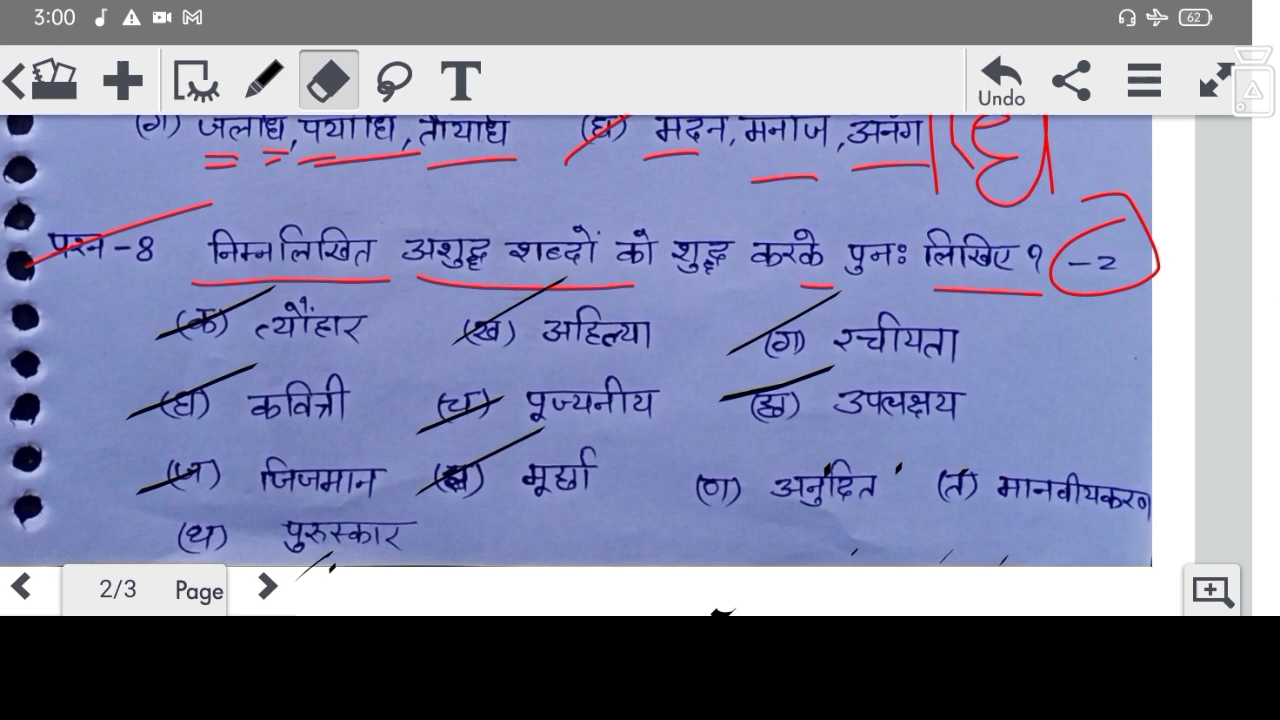 3:00 62
T Undo
(ग) जलधि, पयोधि, तोयधि (घ) मदन, मनोज, अनंग
प्रश्न -8 निम्नलिखित अशुद्ध शब्दों को शुद्ध करके पुनः लिखिए ? -2
(क) त्यौंहार (ख) अहिल्या (ग) रचीयता
(घ) कवित्री (च) पूज्यनीय (छ) उपलक्षय
(ज) जिजमान (झ) मूर्छा (ण) अनुदित (त) मानवीयकरण
(थ) पुरुस्कार
2/3 Page